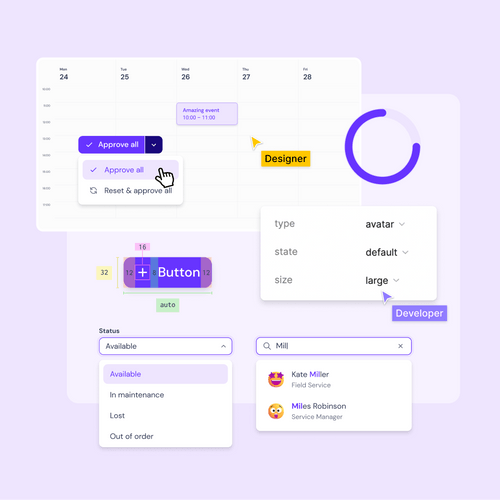 Mon
Tue
Wed
Thu
Fri
24
25
26
27
28
Amazing event
10:00 – 11:00
Approve all
Approve all
Reset & approve all
Designer
type
avatar
state
default
size
large
Developer
16
32
12
8
Button
12
auto
Status
Available
Available
In maintenance
Lost
Out of order
Mill
Kate Miller
Field Service
Miles Robinson
Service Manager